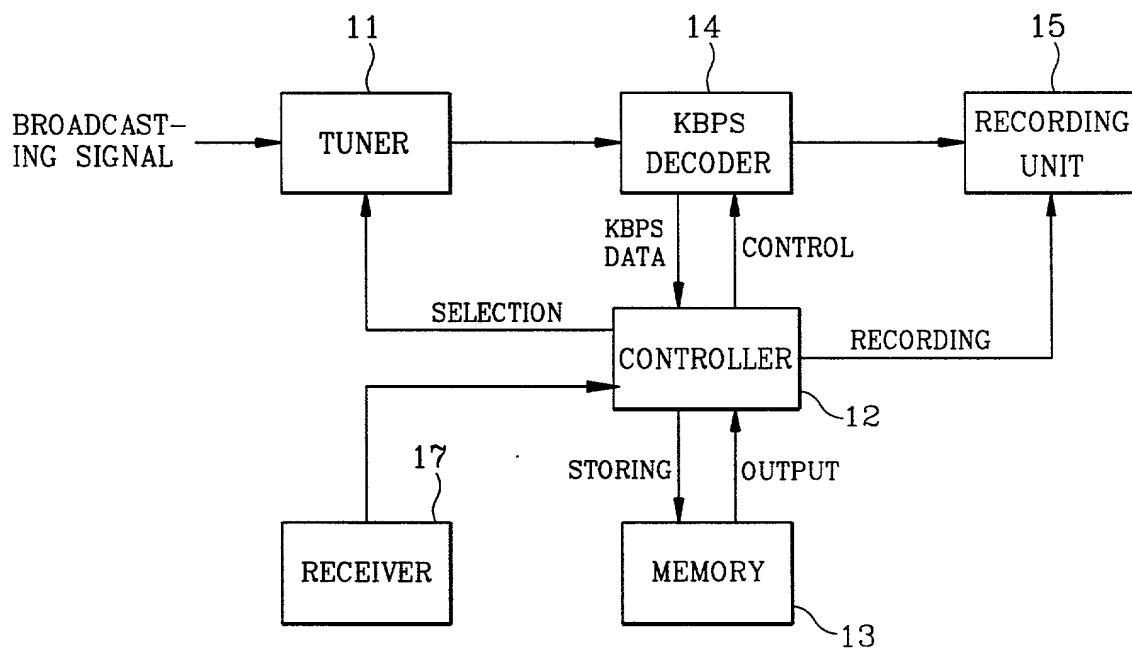 11
14
15
BROADCAST-
ING SIGNAL
TUNER
KBPS
DECODER
RECORDING
UNIT
KBPS
DATA
CONTROL
SELECTION
CONTROLLER
RECORDING
12
17
STORING
OUTPUT
RECEIVER
MEMORY
13